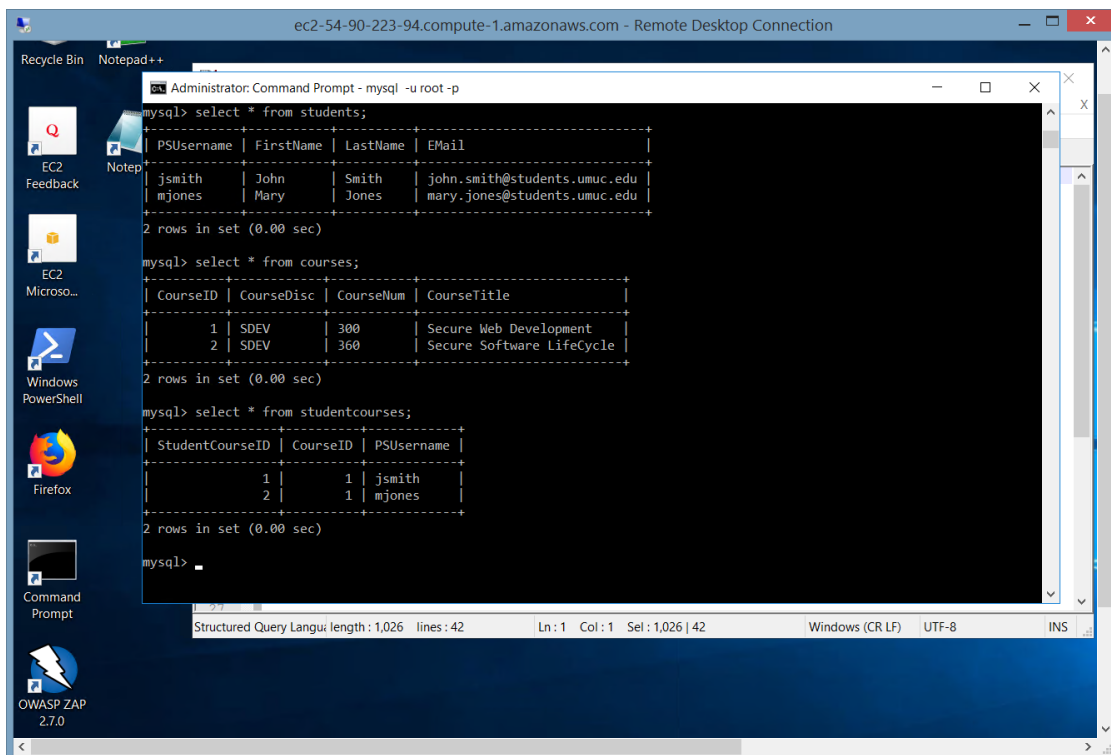 ec2-54-90-223-94.compute-1.amazonaws.com - Remote Desktop Connection
Recycle Bin
Notepad++
Administrator: Command Prompt - mysql -u root -p
mysql> select * from students;
+------------+-----------+----------+-----------------------------+
| PSUsername | FirstName | LastName | EMail                       |
+------------+-----------+----------+-----------------------------+
| jsmith     | John      | Smith    | john.smith@students.umuc.edu |
| mjones     | Mary      | Jones    | mary.jones@students.umuc.edu |
+------------+-----------+----------+-----------------------------+
2 rows in set (0.00 sec)
mysql> select * from courses;
+----------+------------+-----------+---------------------------+
| CourseID | CourseDisc | CourseNum | CourseTitle               |
+----------+------------+-----------+---------------------------+
|        1 | SDEV       | 300       | Secure Web Development    |
|        2 | SDEV       | 360       | Secure Software LifeCycle |
+----------+------------+-----------+---------------------------+
2 rows in set (0.00 sec)
mysql> select * from studentcourses;
+-----------------+----------+------------+
| StudentCourseID | CourseID | PSUsername |
+-----------------+----------+------------+
|               1 |        1 | jsmith     |
|               2 |        1 | mjones     |
+-----------------+----------+------------+
2 rows in set (0.00 sec)
mysql>
EC2
Feedback
Notep
EC2
Microso...
Windows
PowerShell
Firefox
Command
Prompt
OWASP ZAP
2.7.0
X
27
Structured Query Langu length : 1,026 lines : 42 Ln : 1 Col : 1 Sel : 1,026 | 42 Windows (CR LF) UTF-8 INS